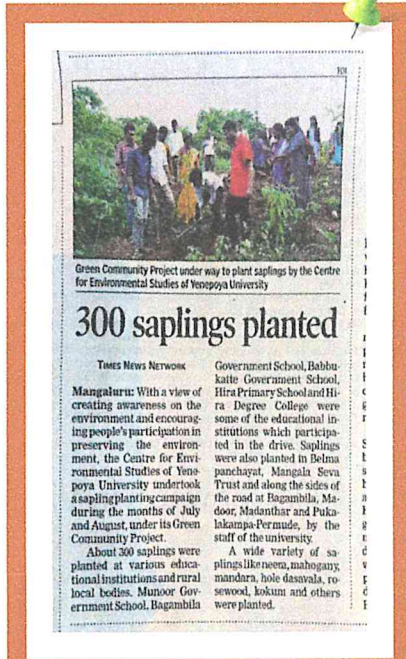 Green Community Project under way to plant saplings by the Centre
for Environmental Studies of Yenepoya University
300 saplings planted
TIMES NEWS NETWORK
Mangaluru: With a view of
creating awareness on the
environment and encourag-
ing people's participation in
preserving the environ-
ment, the Centre for Envi-
ronmental Studies of Yene-
poya University undertook
a sapling planting campaign
during the months of July
and August, under its Green
Community Project.
About 300 saplings were
planted at various educa-
tional institutions and rural
local bodies. Munoor Gov-
ernment School, Bagambila
Government School, Babbu-
katte Government School,
Hira Primary School and Hi-
ra Degree College were
some of the educational in-
stitutions which participa-
ted in the drive. Saplings
were also planted in Belma
panchayat, Mangala Seva
Trust and along the sides of
the road at Bagambila, Ma-
door, Madanthar and Puka-
lakampa-Permude, by the
staff of the university.
A wide variety of sa-
plings like neem, mahogany,
mandara, hole dasavala, ro-
sewood, kokum and others
were planted.